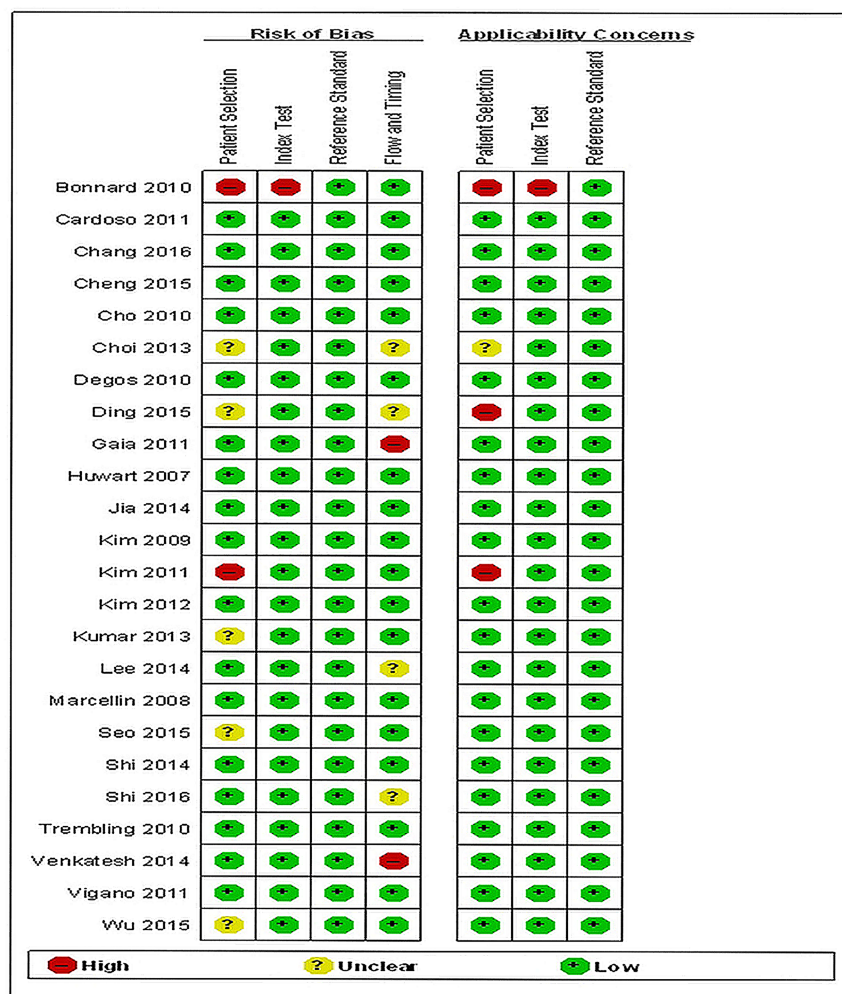 Risk of Bias Applicability Concerns
Patient Selection
Index Test
Reference Standard
Flow and Timing
Patient Selection
Index Test
Reference Standard
Bonnard 2010 – – + + – – +
Cardoso 2011 + + + + + + +
Chang 2016 + + + + + + +
Cheng 2015 + + + + + + +
Cho 2010 + + + + + + +
Choi 2013 ? + + ? ? + +
Degos 2010 + + + + + + +
Ding 2015 ? + + ? – + +
Gaia 2011 + + + – + + +
Huwart 2007 + + + + + + +
Jia 2014 + + + + + + +
Kim 2009 + + + + + + +
Kim 2011 – + + + – + +
Kim 2012 + + + + + + +
Kumar 2013 ? + + + + + +
Lee 2014 + + + ? + + +
Marcellin 2008 + + + + + + +
Seo 2015 ? + + + + + +
Shi 2014 + + + + + + +
Shi 2016 + + + ? + + +
Trembling 2010 + + + + + + +
Venkatesh 2014 + + + – + + +
Vigano 2011 + + + + + + +
Wu 2015 ? + + + + + +
– High ? Unclear + Low